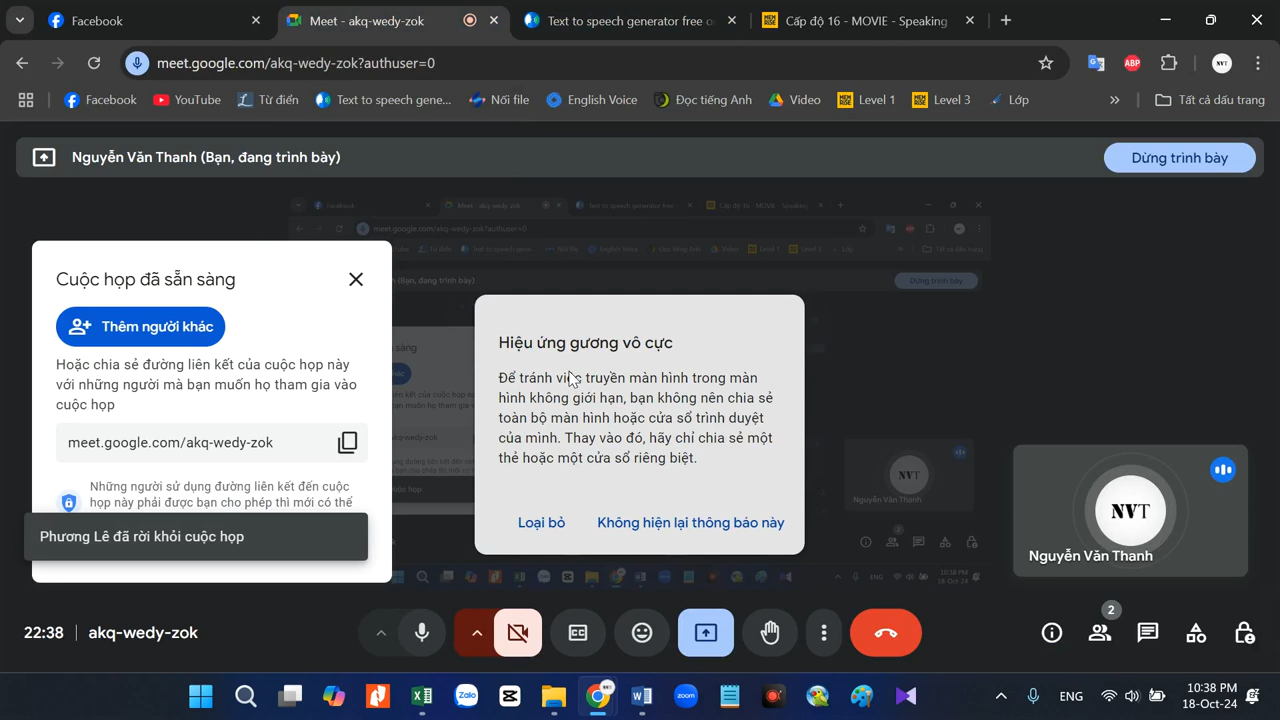 Facebook
Meet - akq-wedy-zok
Text to speech generator free o
Cấp độ 16 - MOVIE - Speaking
meet.google.com/akq-wedy-zok?authuser=0
ABP
NVT
Facebook
YouTube
Từ điển
Text to speech gene...
Nối file
English Voice
Đọc tiếng Anh
Video
Level 1
Level 3
Lớp
Tất cả dấu trang
Nguyễn Văn Thanh (Bạn, đang trình bày)
Dừng trình bày
Cuộc họp đã sẵn sàng
Thêm người khác
Hoặc chia sẻ đường liên kết của cuộc họp này
với những người mà bạn muốn họ tham gia vào
cuộc họp
meet.google.com/akq-wedy-zok
Những người sử dụng đường liên kết đến cuộc
họp này phải được bạn cho phép thì mới có thể
Phương Lê đã rời khỏi cuộc họp
Hiệu ứng gương vô cực
Để tránh việc truyền màn hình trong màn
hình không giới hạn, bạn không nên chia sẻ
toàn bộ màn hình hoặc cửa sổ trình duyệt
của mình. Thay vào đó, hãy chỉ chia sẻ một
thẻ hoặc một cửa sổ riêng biệt.
Loại bỏ
Không hiện lại thông báo này
NVT
Nguyễn Văn Thanh
NVT
Nguyễn Văn Thanh
22:38
akq-wedy-zok
2
Zalo
zoom
ENG
10:38 PM
18-Oct-24